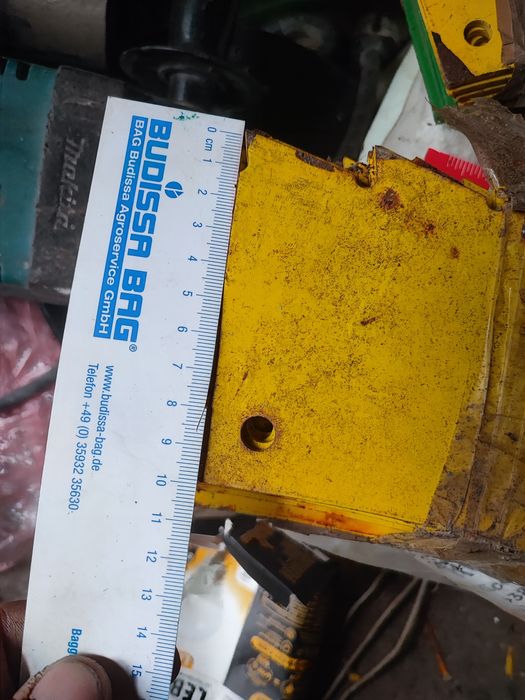 BUDISSA BAG®
BAG Budissa Agroservice GmbH
www.budissa-bag.de
Telefon +49 (0) 35932 35630
0 cm 1 2 3 4 5 6 7 8 9 10 11 12 13 14 15
Makita
LEB